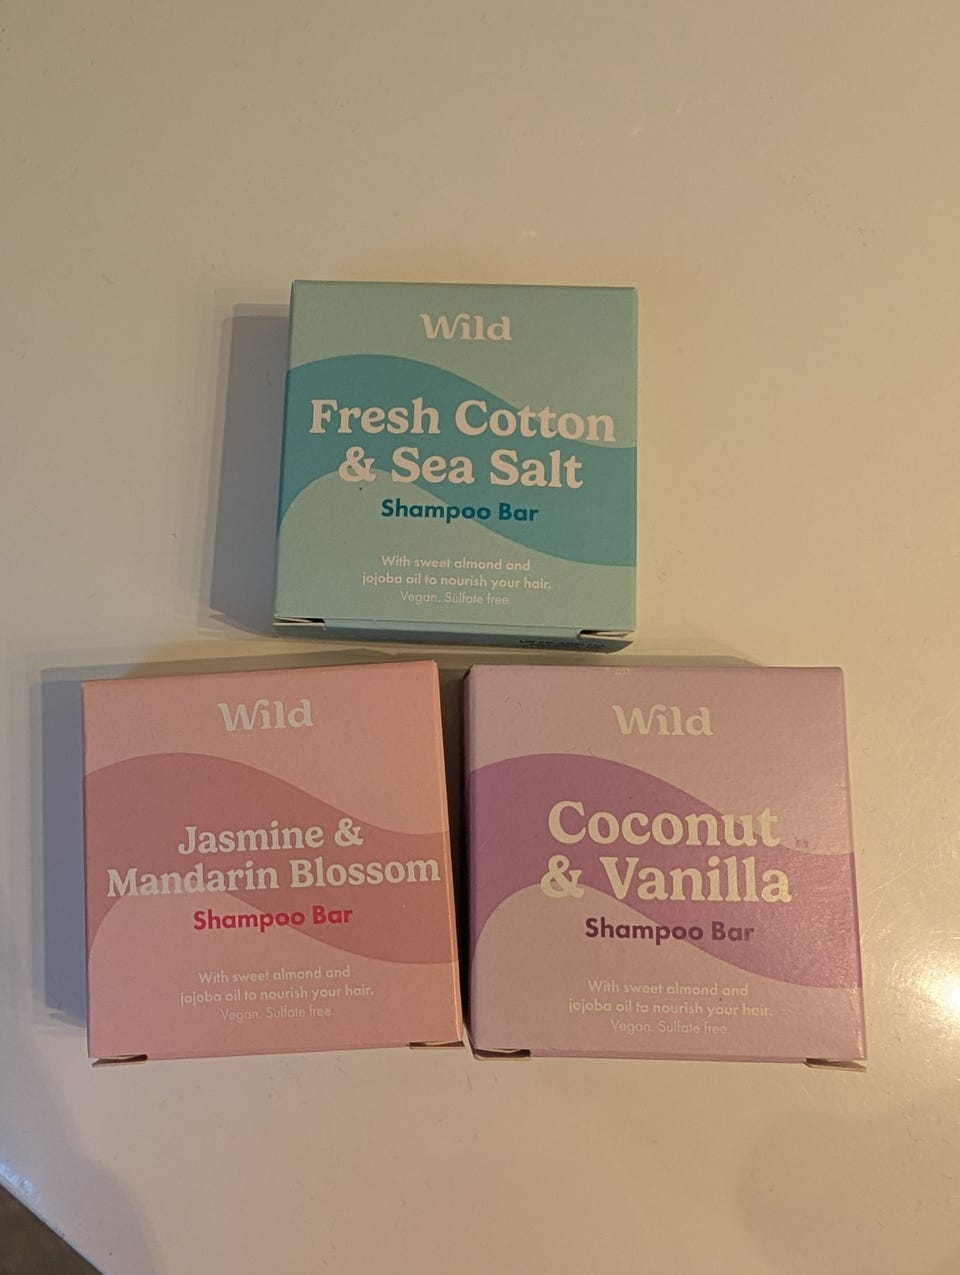 Wild
Fresh Cotton
& Sea Salt
Shampoo Bar
With sweet almond and
jojoba oil to nourish your hair.
Vegan. Sulfate free.
Wild
Jasmine &
Mandarin Blossom
Shampoo Bar
With sweet almond and
jojoba oil to nourish your hair.
Vegan. Sulfate free.
Wild
Coconut
& Vanilla
Shampoo Bar
With sweet almond and
jojoba oil to nourish your hair.
Vegan. Sulfate free.